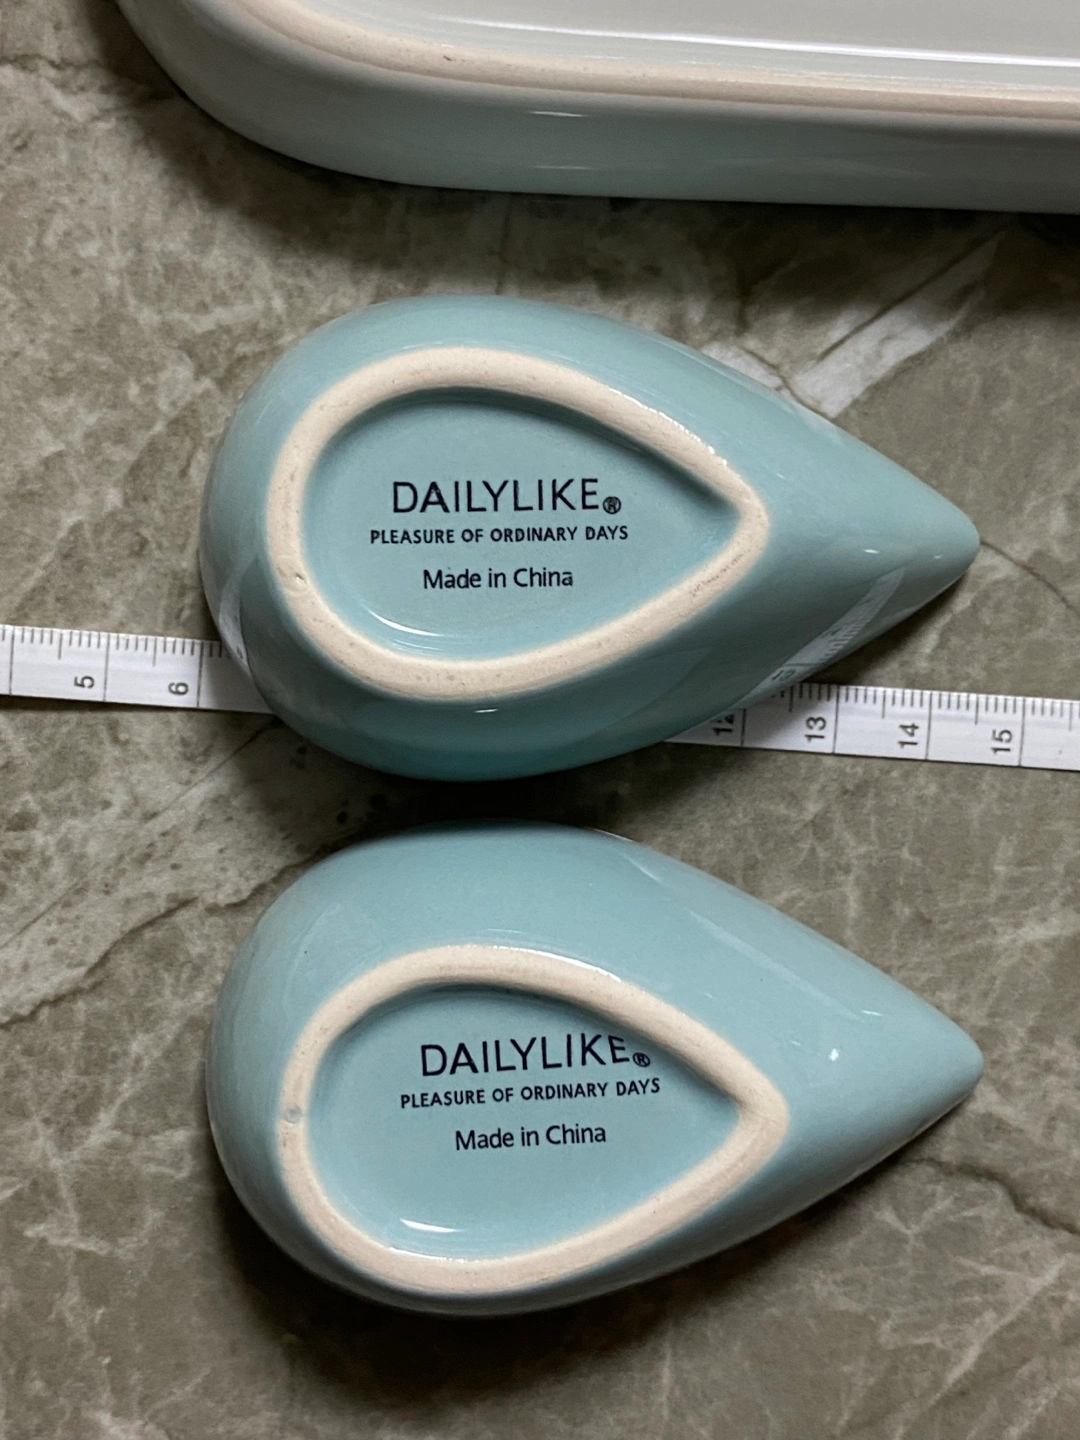 DAILYLIKE®
PLEASURE OF ORDINARY DAYS
Made in China
5 6 12 13 14 15
DAILYLIKE®
PLEASURE OF ORDINARY DAYS
Made in China